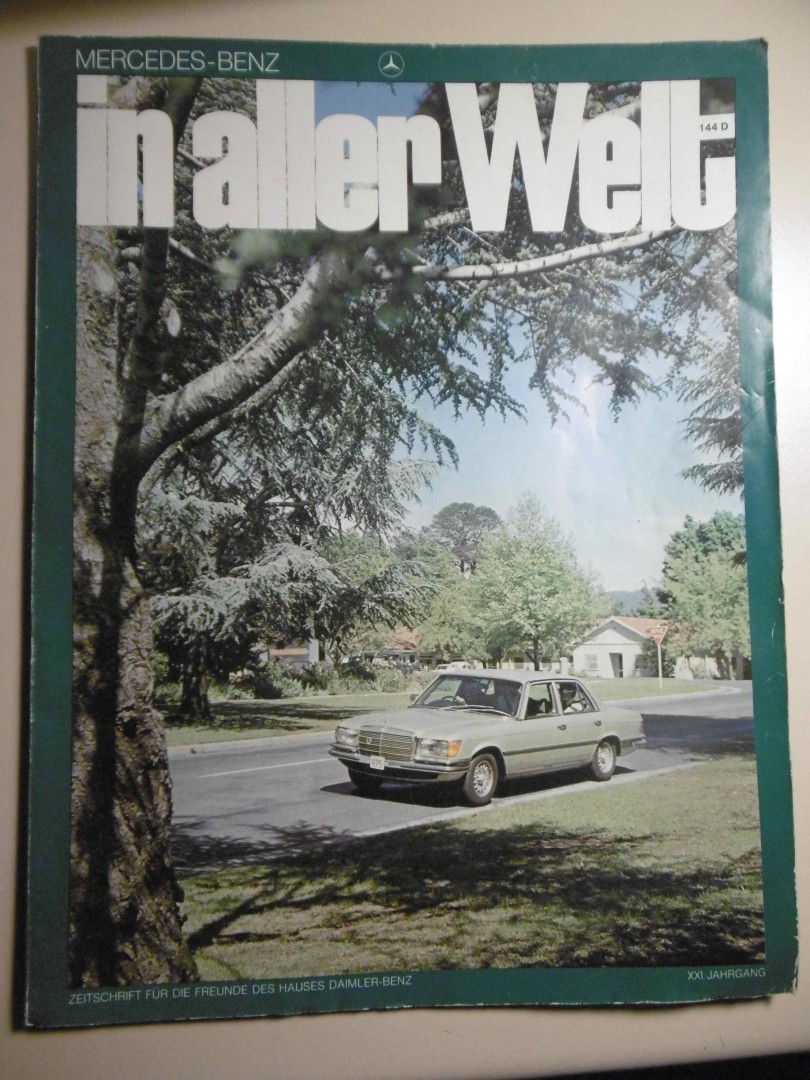 MERCEDES-BENZ
in aller Welt
144 D
ZEITSCHRIFT FÜR DIE FREUNDE DES HAUSES DAIMLER-BENZ
XXI. JAHRGANG